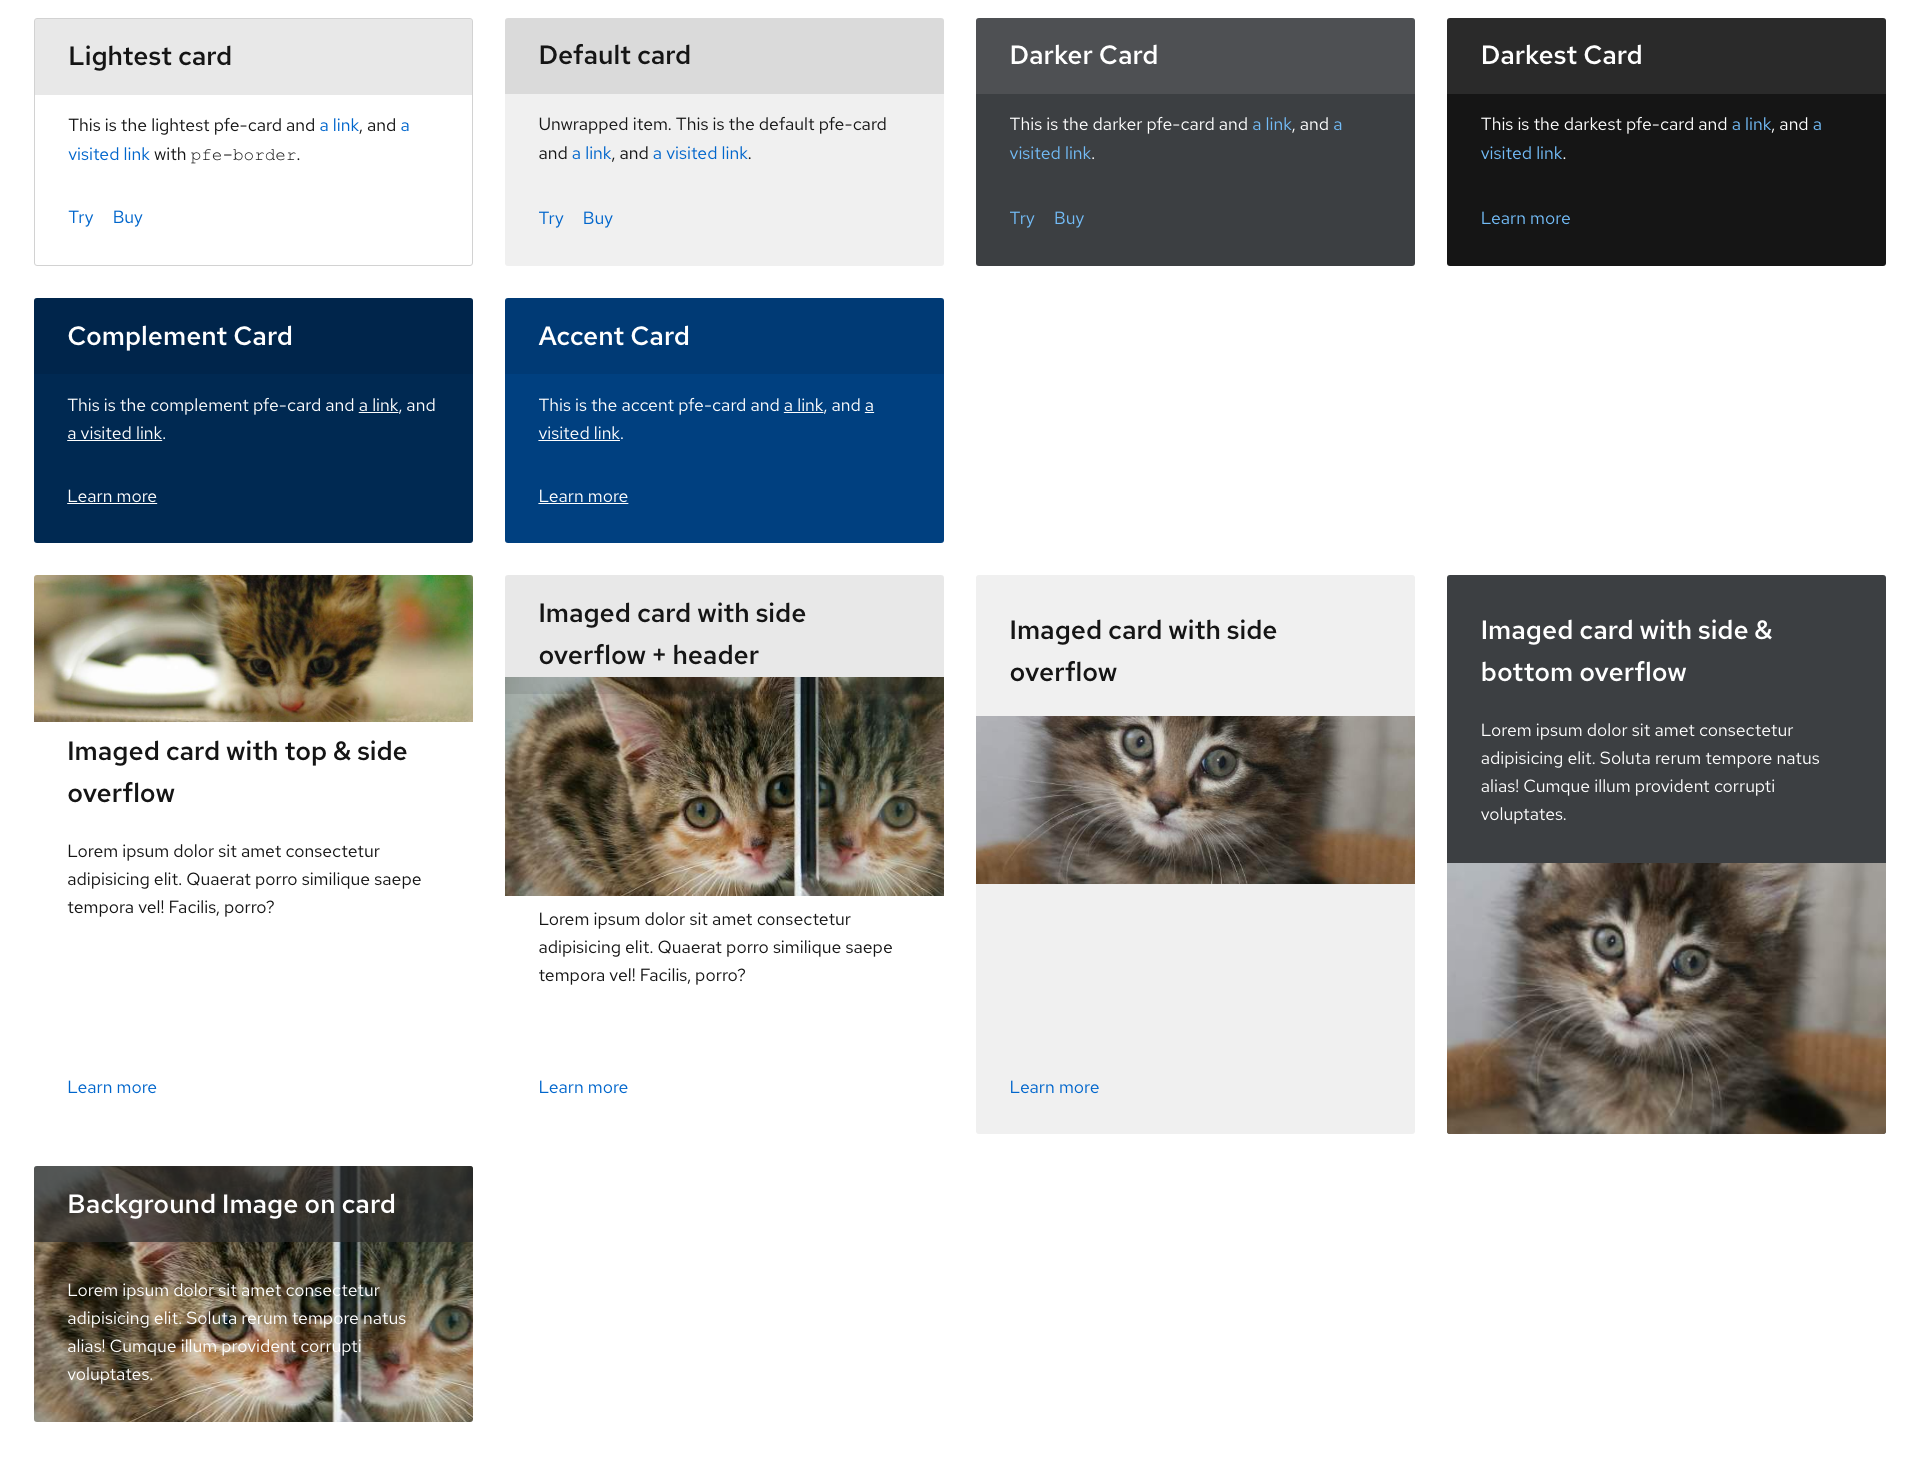 Lightest card
This is the lightest pfe-card and a link, and a
visited link with pfe-border.
Try Buy
Default card
Unwrapped item. This is the default pfe-card
and a link, and a visited link.
Try Buy
Darker Card
This is the darker pfe-card and a link, and a
visited link.
Try Buy
Darkest Card
This is the darkest pfe-card and a link, and a
visited link.
Learn more
Complement Card
This is the complement pfe-card and a link, and
a visited link.
Learn more
Accent Card
This is the accent pfe-card and a link, and a
visited link.
Learn more
Imaged card with top & side
overflow
Lorem ipsum dolor sit amet consectetur
adipisicing elit. Quaerat porro similique saepe
tempora vel! Facilis, porro?
Learn more
Imaged card with side
overflow + header
Lorem ipsum dolor sit amet consectetur
adipisicing elit. Quaerat porro similique saepe
tempora vel! Facilis, porro?
Learn more
Imaged card with side
overflow
Learn more
Imaged card with side &
bottom overflow
Lorem ipsum dolor sit amet consectetur
adipisicing elit. Soluta rerum tempore natus
alias! Cumque illum provident corrupti
voluptates.
Background Image on card
Lorem ipsum dolor sit amet consectetur
adipisicing elit. Soluta rerum tempore natus
alias! Cumque illum provident corrupti
voluptates.